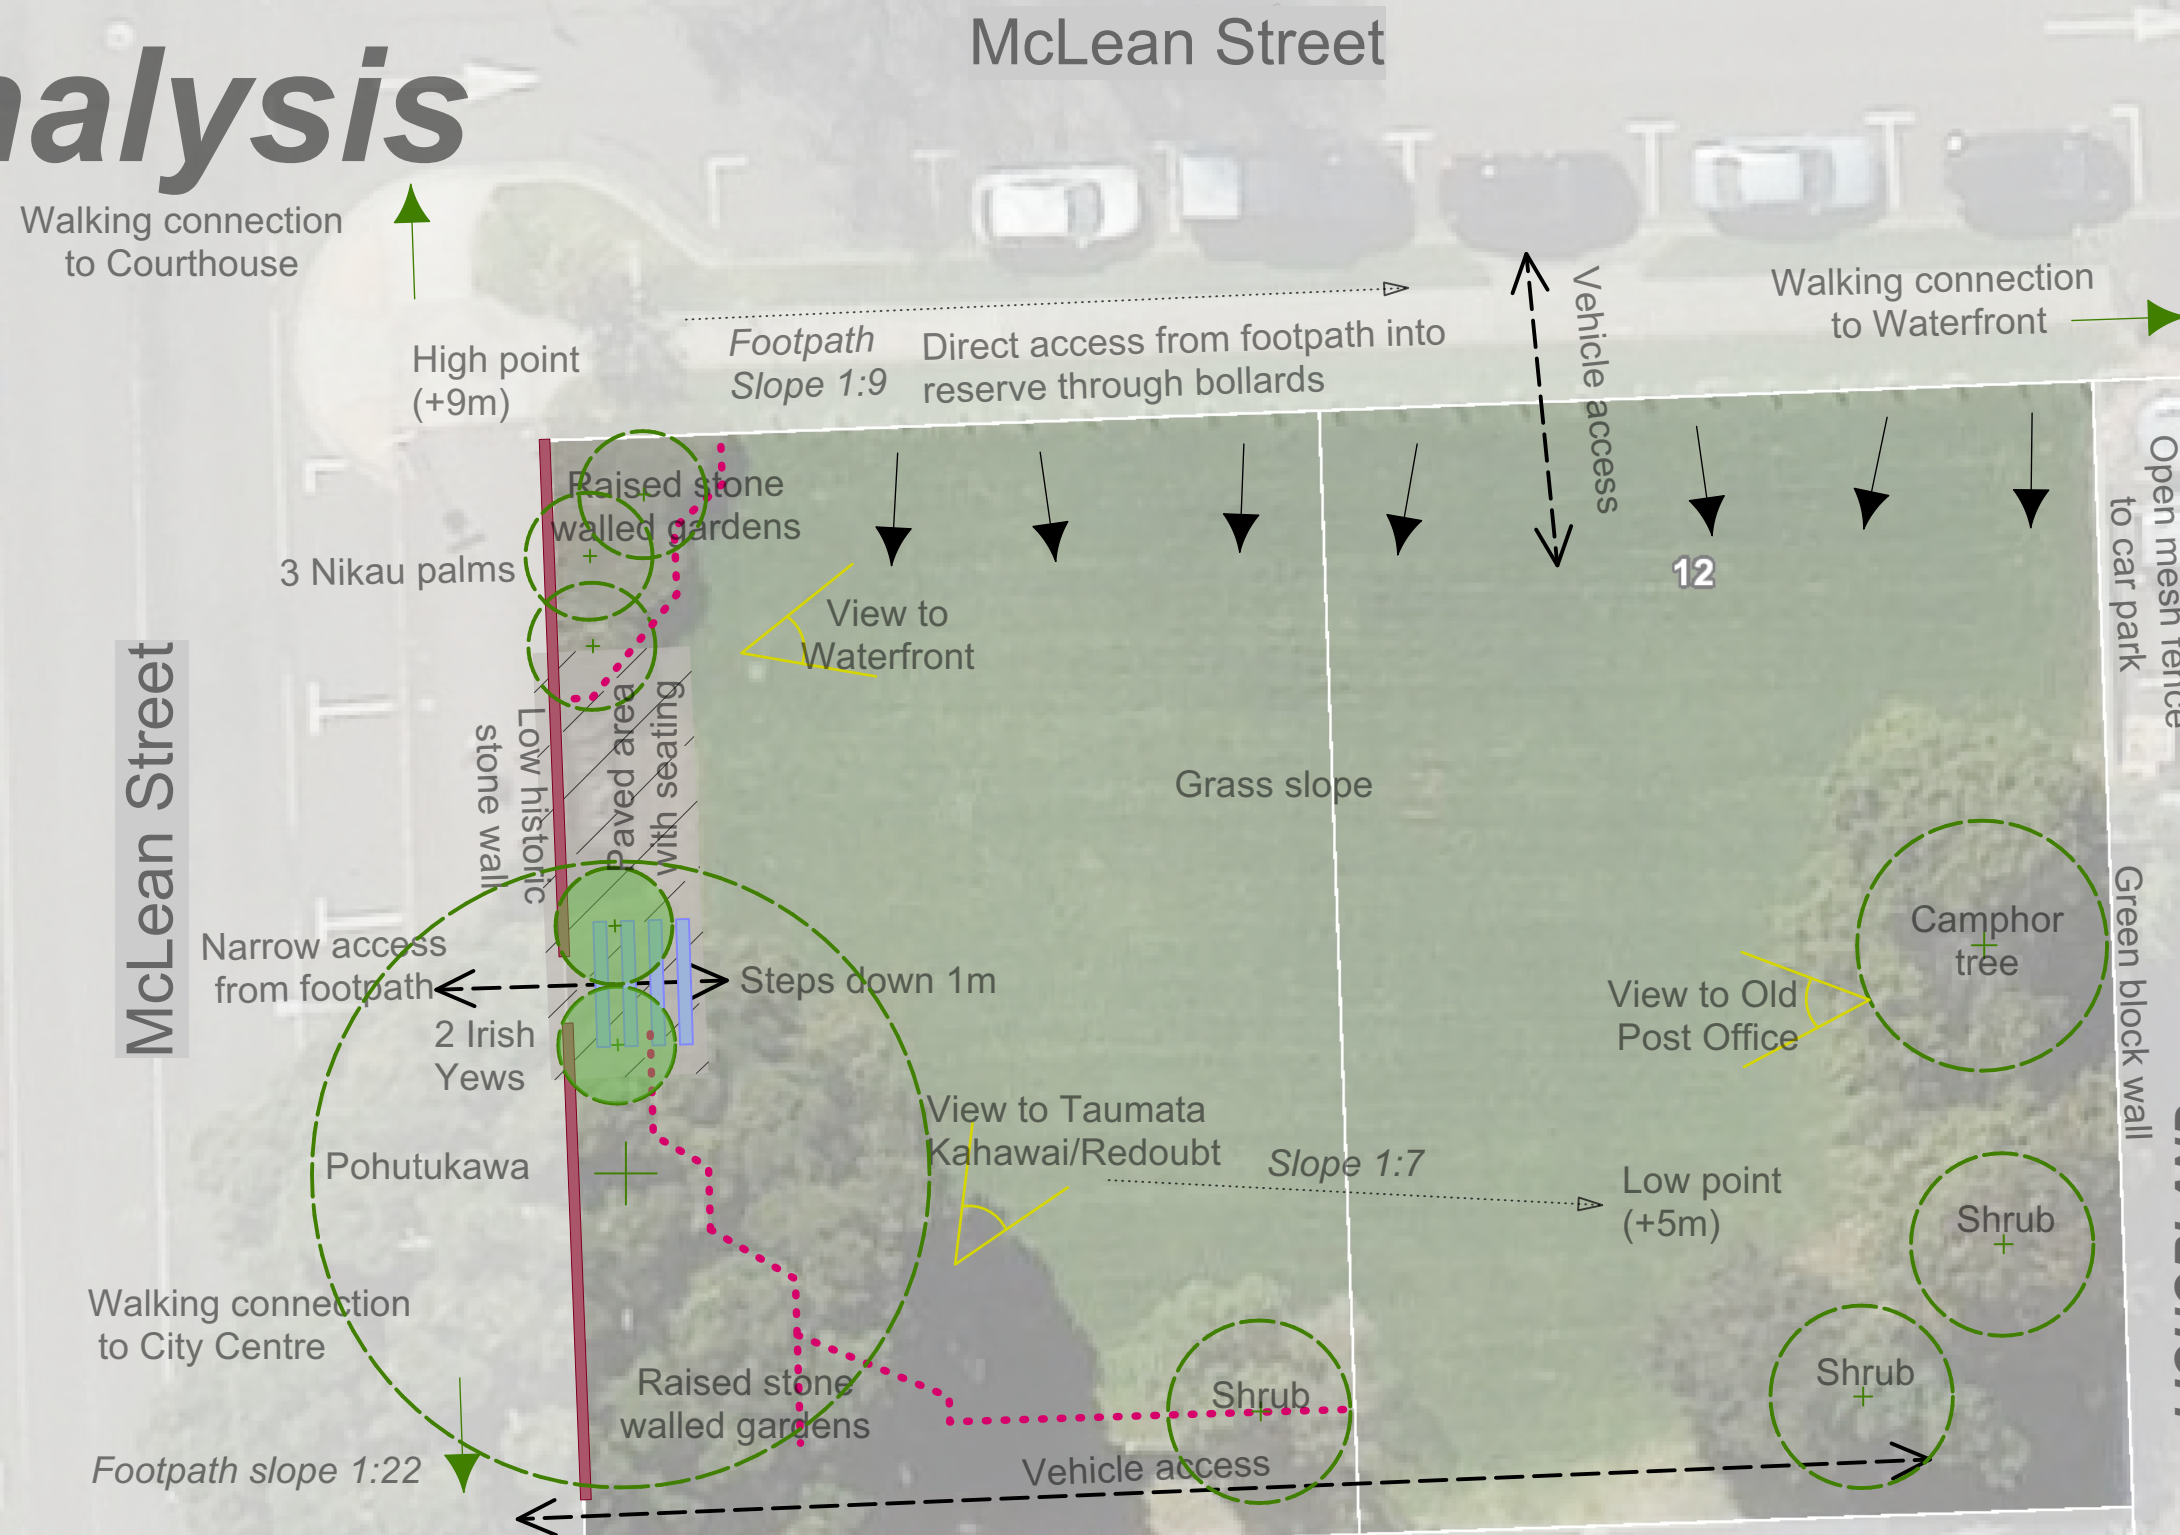 McLean Street
nalysis
Walking connection
to Courthouse
High point
(+9m)
Footpath
Slope 1:9
Direct access from footpath into
reserve through bollards
Vehicle access
Walking connection
to Waterfront
Raised stone
walled gardens
3 Nikau palms
12
Open mesh fence
to car park
View to
Waterfront
McLean Street
Low historic
stone wall
Paved area
with seating
Grass slope
Narrow access
from footpath
Steps down 1m
2 Irish
Yews
Camphor
tree
View to Old
Post Office
Green block wall
Pohutukawa
View to Taumata
Kahawai/Redoubt
Slope 1:7
Low point
(+5m)
Shrub
Walking connection
to City Centre
Raised stone
walled gardens
Shrub
Shrub
Footpath slope 1:22
Vehicle access